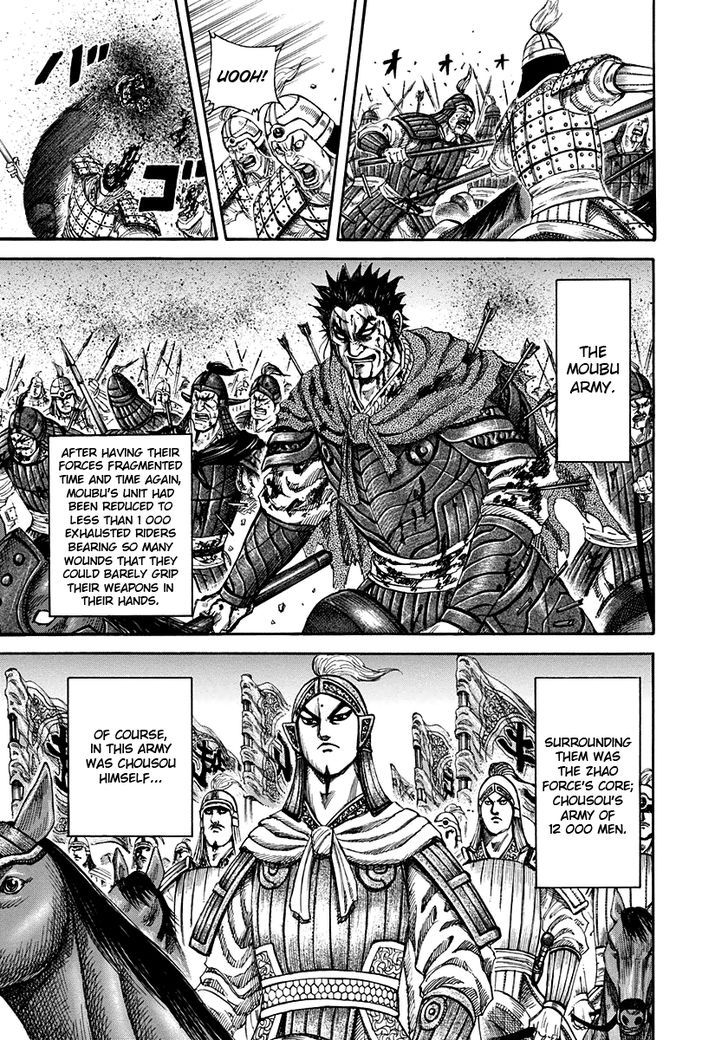 オオオ
UOOH!
バゴ
THE
MOUBU
ARMY.
AFTER HAVING THEIR
FORCES FRAGMENTED
TIME AND TIME AGAIN,
MOUBU'S UNIT HAD
BEEN REDUCED TO
LESS THAN 1 000
EXHAUSTED RIDERS
BEARING SO MANY
WOUNDS THAT THEY
COULD BARELY GRIP
THEIR WEAPONS IN
THEIR HANDS.
SURROUNDING
THEM WAS
THE ZHAO
FORCE'S CORE;
CHOUSOU'S
ARMY OF
12 000 MEN.
OF COURSE,
IN THIS ARMY
WAS CHOUSOU
HIMSELF...